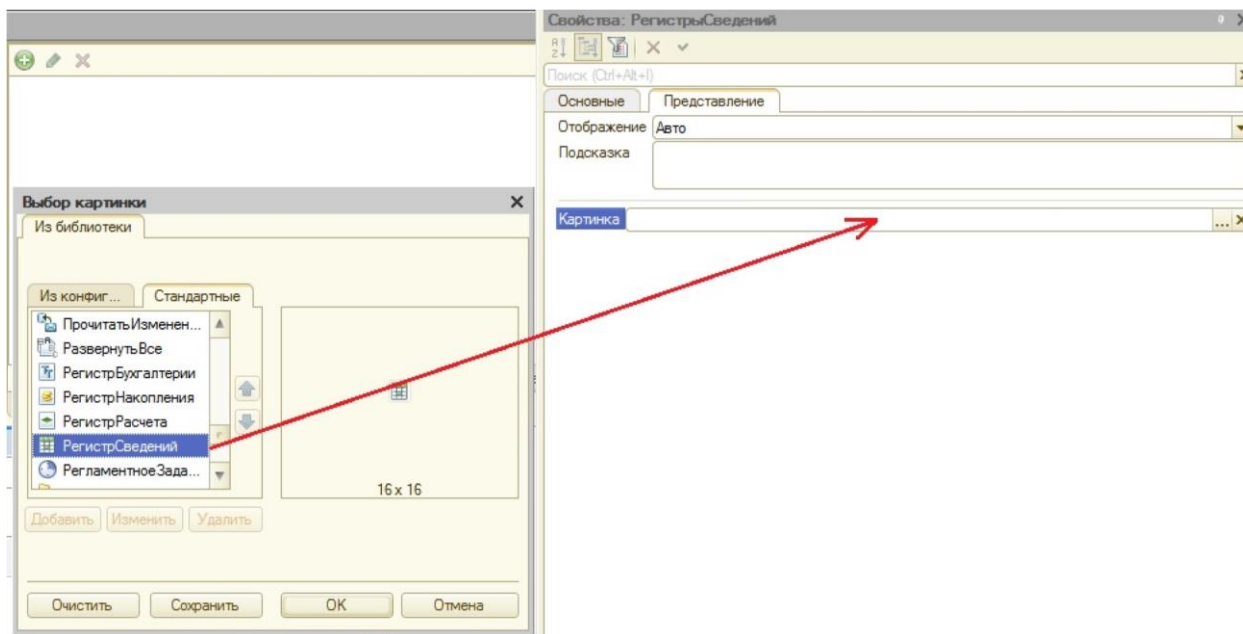 Свойства: РегистрыСведений
Поиск (Ctrl+Alt+I)
Основные Представление
Отображение Авто
Подсказка
Картинка
...
Выбор картинки
Из библиотеки
Из конфиг... Стандартные
ПрочитатьИзменен...
РазвернутьВсе
РегистрБухгалтерии
РегистрНакопления
РегистрРасчета
РегистрСведений
РегламентноеЗада...
16 x 16
Добавить Изменить Удалить
Очистить Сохранить OK Отмена